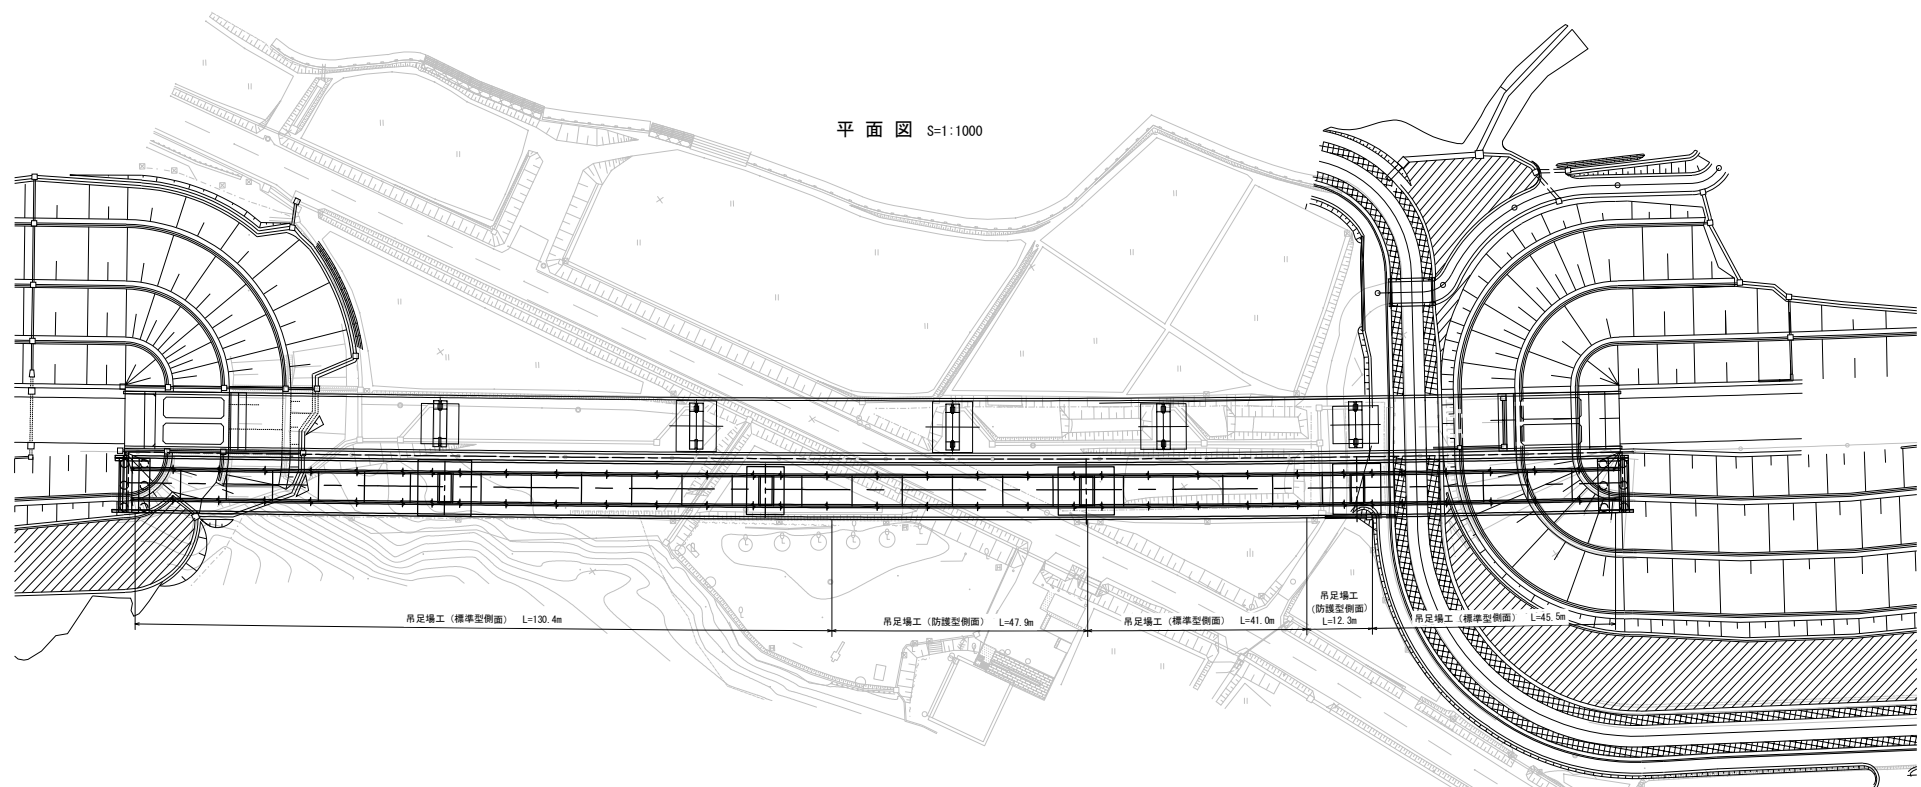 平面図 S=1:1000
吊足場工（標準型側面） L=130.4m
吊足場工（防護型側面） L=47.9m
吊足場工（標準型側面） L=41.0m
吊足場工
(防護型側面)
L=12.3m
吊足場工（標準型側面） L=45.5m